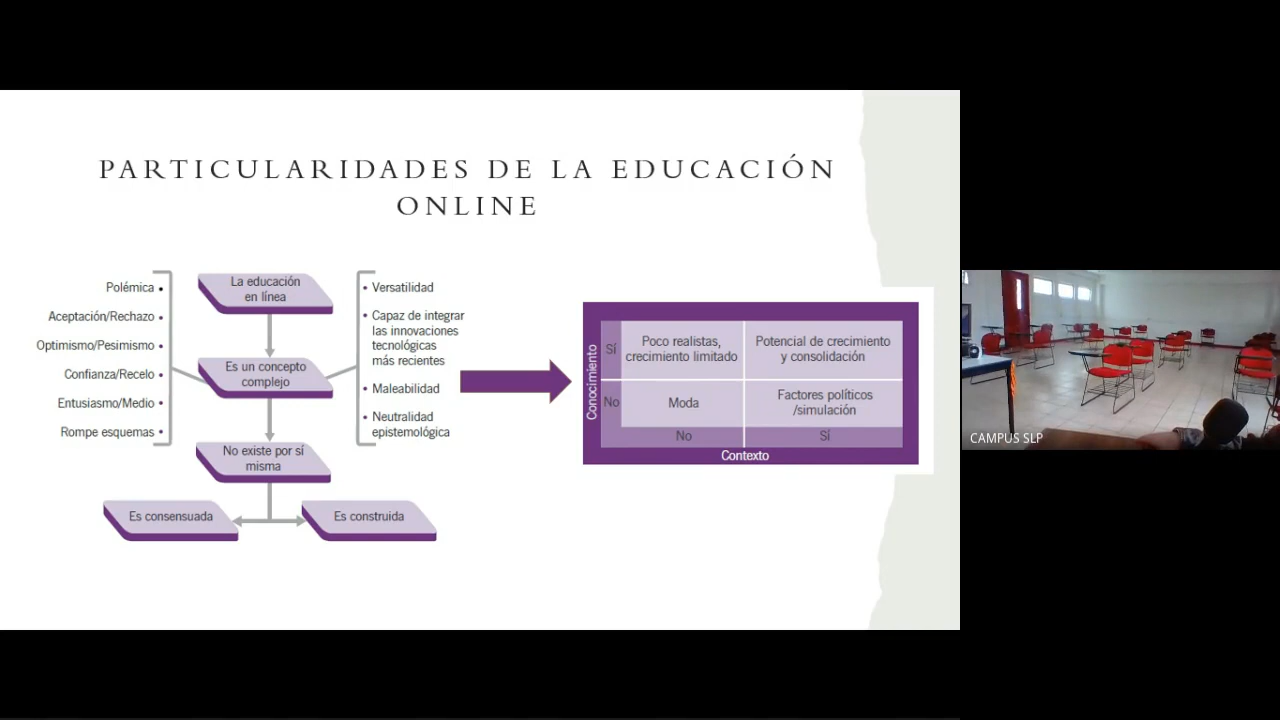 PARTICULARIDADES DE LA EDUCACIÓN
ONLINE
Polémica •
Aceptación/Rechazo •
Optimismo/Pesimismo •
Confianza/Recelo •
Entusiasmo/Medio •
Rompe esquemas •
La educación
en línea
Es un concepto
complejo
No existe por sí
misma
Es consensuada
Es construida
• Versatilidad
• Capaz de integrar
las innovaciones
tecnológicas
más recientes
• Maleabilidad
• Neutralidad
epistemológica
Conocimiento
Sí
Poco realistas,
crecimiento limitado
Potencial de crecimiento
y consolidación
No
Moda
Factores políticos
/simulación
No
Sí
Contexto
CAMPUS SLP